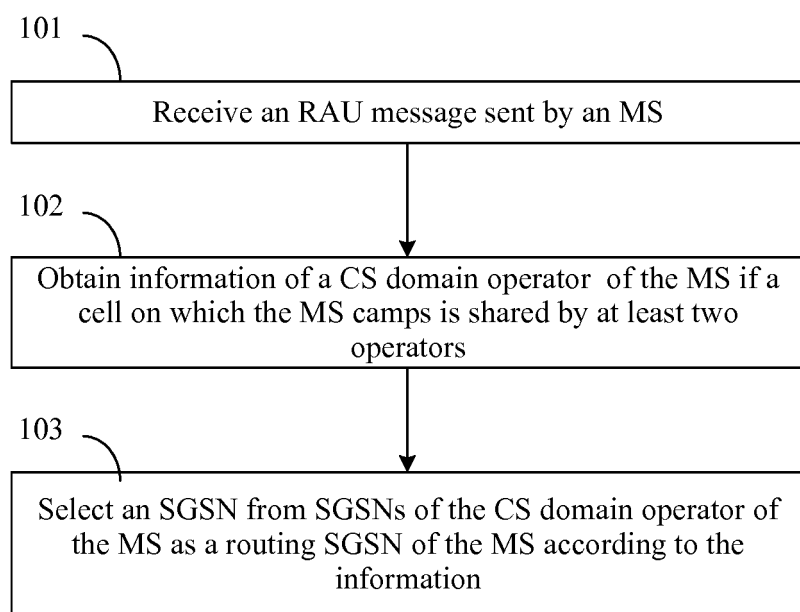 101
Receive an RAU message sent by an MS
102
Obtain information of a CS domain operator of the MS if a
cell on which the MS camps is shared by at least two
operators
103
Select an SGSN from SGSNs of the CS domain operator of
the MS as a routing SGSN of the MS according to the
information